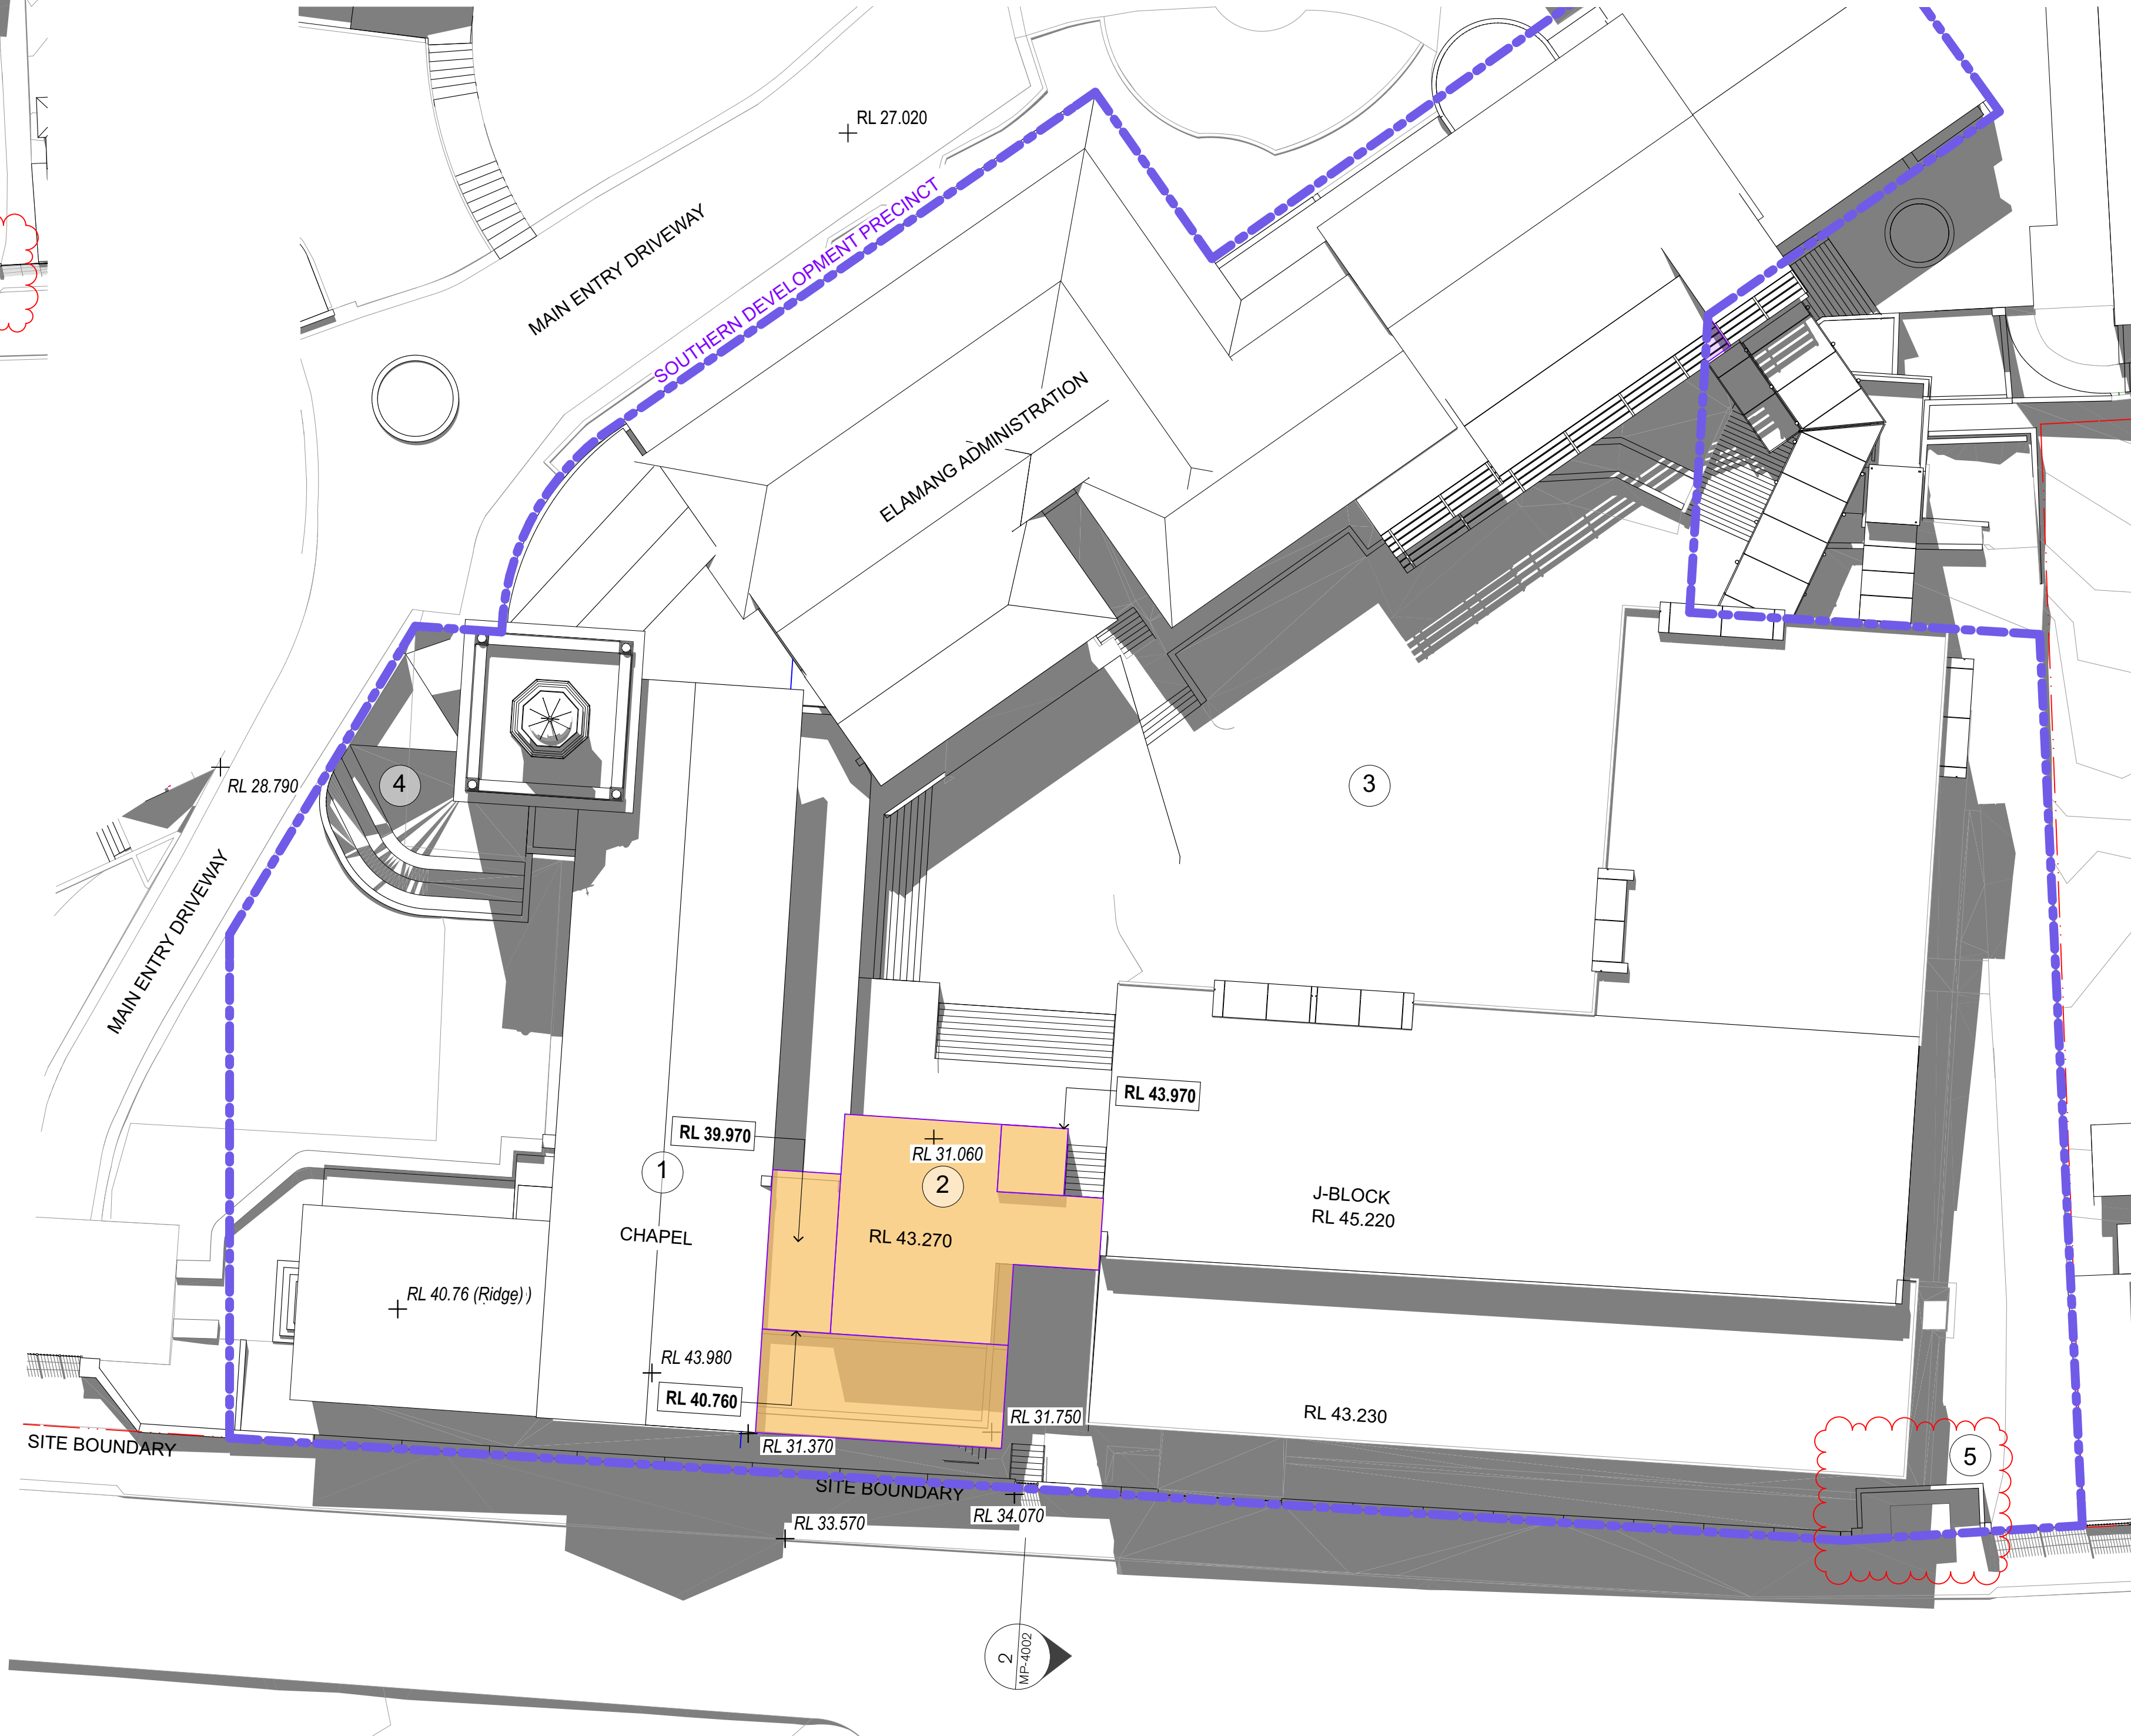 RL 27.020
MAIN ENTRY DRIVEWAY
SOUTHERN DEVELOPMENT PRECINCT
ELAMANG ADMINISTRATION
4
3
RL 28.790
MAIN ENTRY DRIVEWAY
RL 43.970
RL 39.970
RL 31.060
1
2
J-BLOCK
RL 45.220
CHAPEL
RL 43.270
RL 40.76 (Ridge)
RL 43.980
RL 40.760
RL 31.750
RL 43.230
RL 31.370
SITE BOUNDARY
5
SITE BOUNDARY
RL 34.070
RL 33.570
2
MP-4002